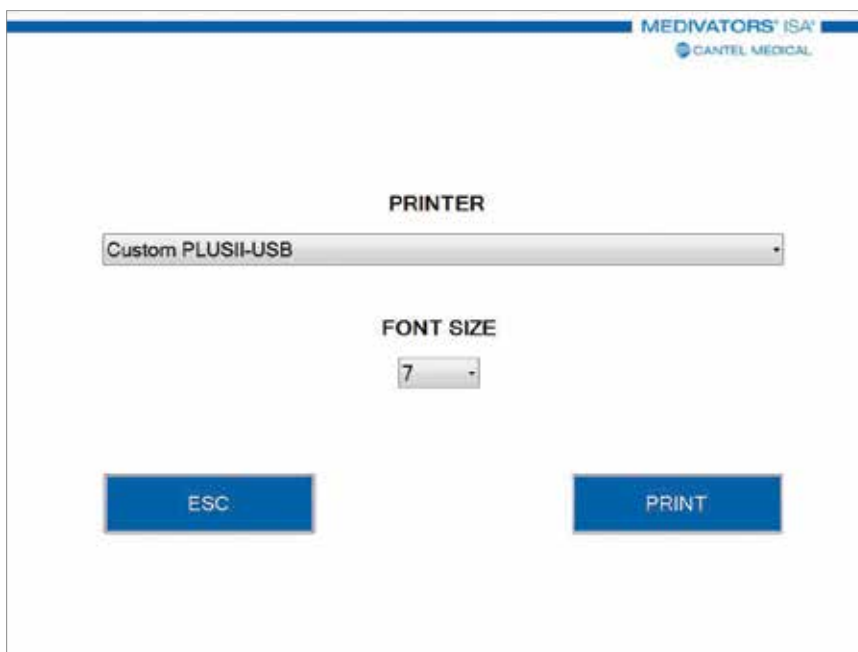 MEDIVATORS® ISA®
CANTEL MEDICAL
PRINTER
Custom PLUSII-USB
FONT SIZE
7
ESC
PRINT